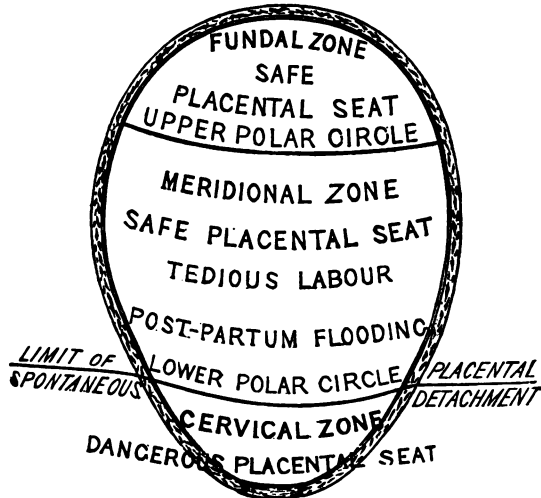 FUNDAL ZONE
SAFE
PLACENTAL SEAT
UPPER POLAR CIRCLE
MERIDIONAL ZONE
SAFE PLACENTAL SEAT
TEDIOUS LABOUR
POST-PARTUM FLOODING
LIMIT OF
SPONTANEOUS
LOWER POLAR CIRCLE
PLACENTAL
DETACHMENT
CERVICAL ZONE
DANGEROUS PLACENTAL SEAT